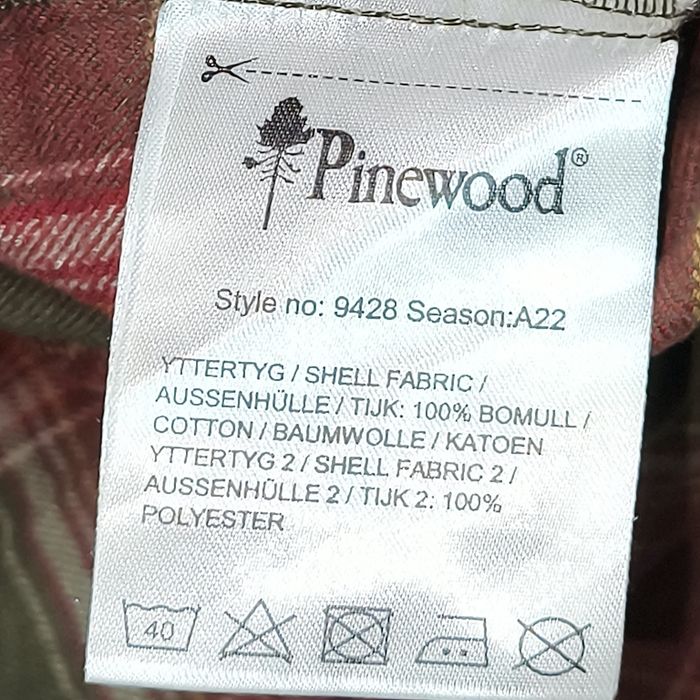 Pinewood®
Style no: 9428 Season:A22
YTTERTYG / SHELL FABRIC /
AUSSENHÜLLE / TIJK: 100% BOMULL /
COTTON / BAUMWOLLE / KATOEN
YTTERTYG 2 / SHELL FABRIC 2 /
AUSSENHÜLLE 2 / TIJK 2: 100%
POLYESTER
40